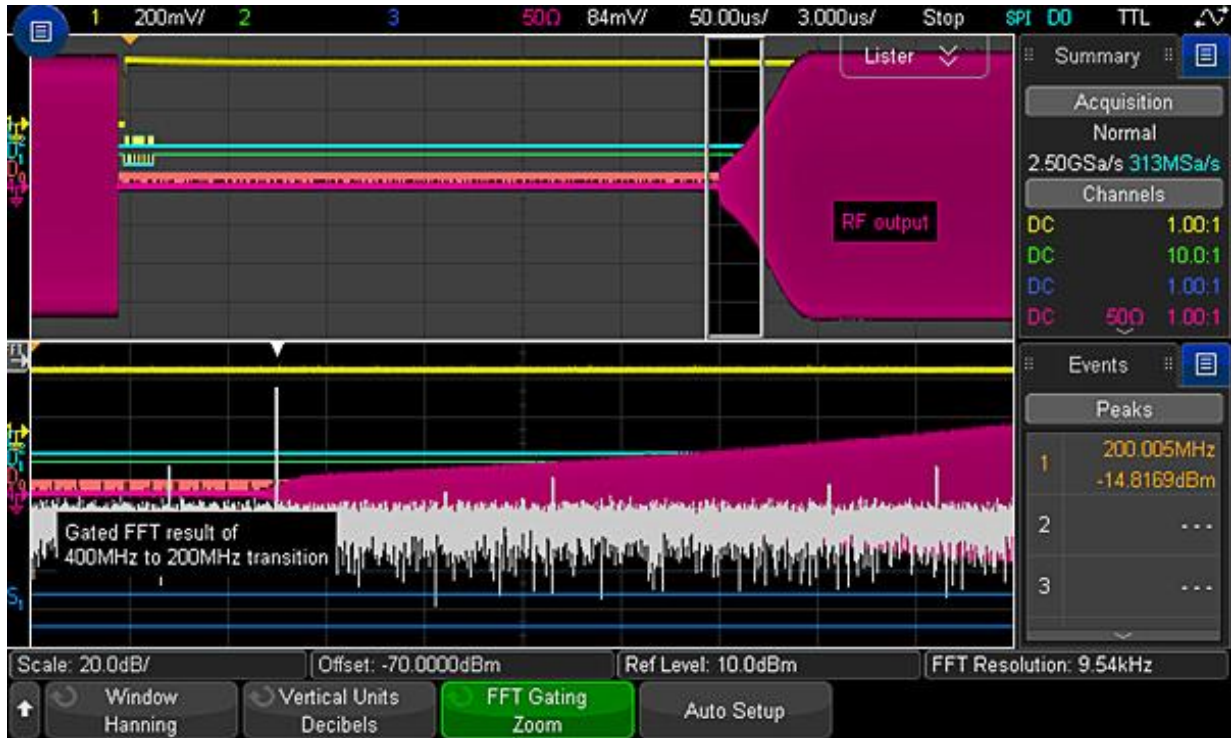 1 200mV/ 2 3 50Ω 84mV/ 50.00us/ 3.000us/ Stop SPI D0 TTL
Lister
RF output
Gated FFT result of
400MHz to 200MHz transition
S1
Summary
Acquisition
Normal
2.50GSa/s 313MSa/s
Channels
DC 1.00:1
DC 10.0:1
DC 1.00:1
DC 50Ω 1.00:1
Events
Peaks
1 200.005MHz
-14.8169dBm
2 ---
3 ---
Scale: 20.0dB/ Offset: -70.0000dBm Ref Level: 10.0dBm FFT Resolution: 9.54kHz
Window Vertical Units FFT Gating Auto Setup
Hanning Decibels Zoom